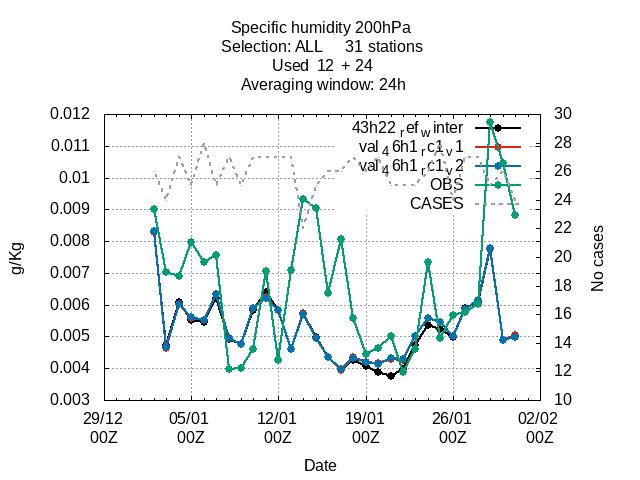 Specific humidity 200hPa
Selection: ALL 31 stations
Used 12 + 24
Averaging window: 24h
g/Kg
0.012
0.011
0.01
0.009
0.008
0.007
0.006
0.005
0.004
0.003
43h22_ref_winter
val_46h1_rc1_v1
val_46h1_rc1_v2
OBS
CASES
30
28
26
24
22
20
18
16
14
12
10
No cases
29/12 05/01 12/01 19/01 26/01 02/02
00Z 00Z 00Z 00Z 00Z 00Z
Date